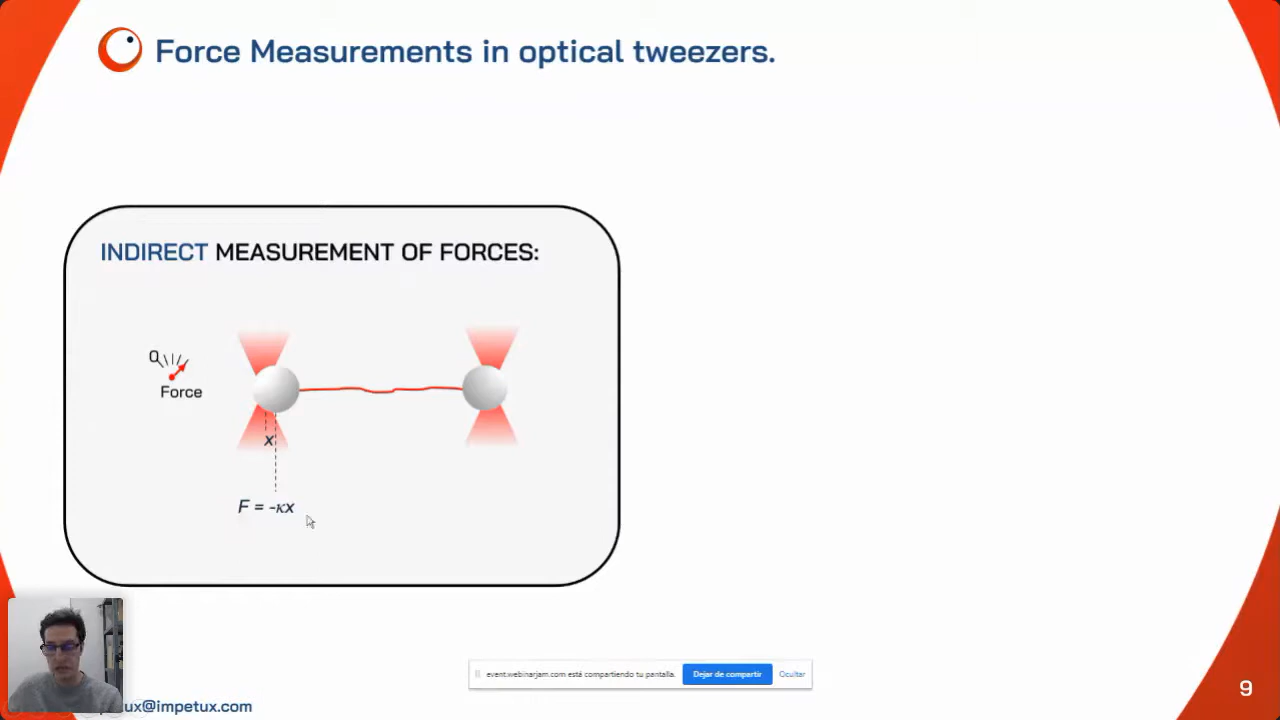 Force Measurements in optical tweezers.
INDIRECT MEASUREMENT OF FORCES:
0
Force
x
F = -κx
event.webinarjam.com está compartiendo tu pantalla.
Dejar de compartir
Ocultar
ux@impetux.com
9